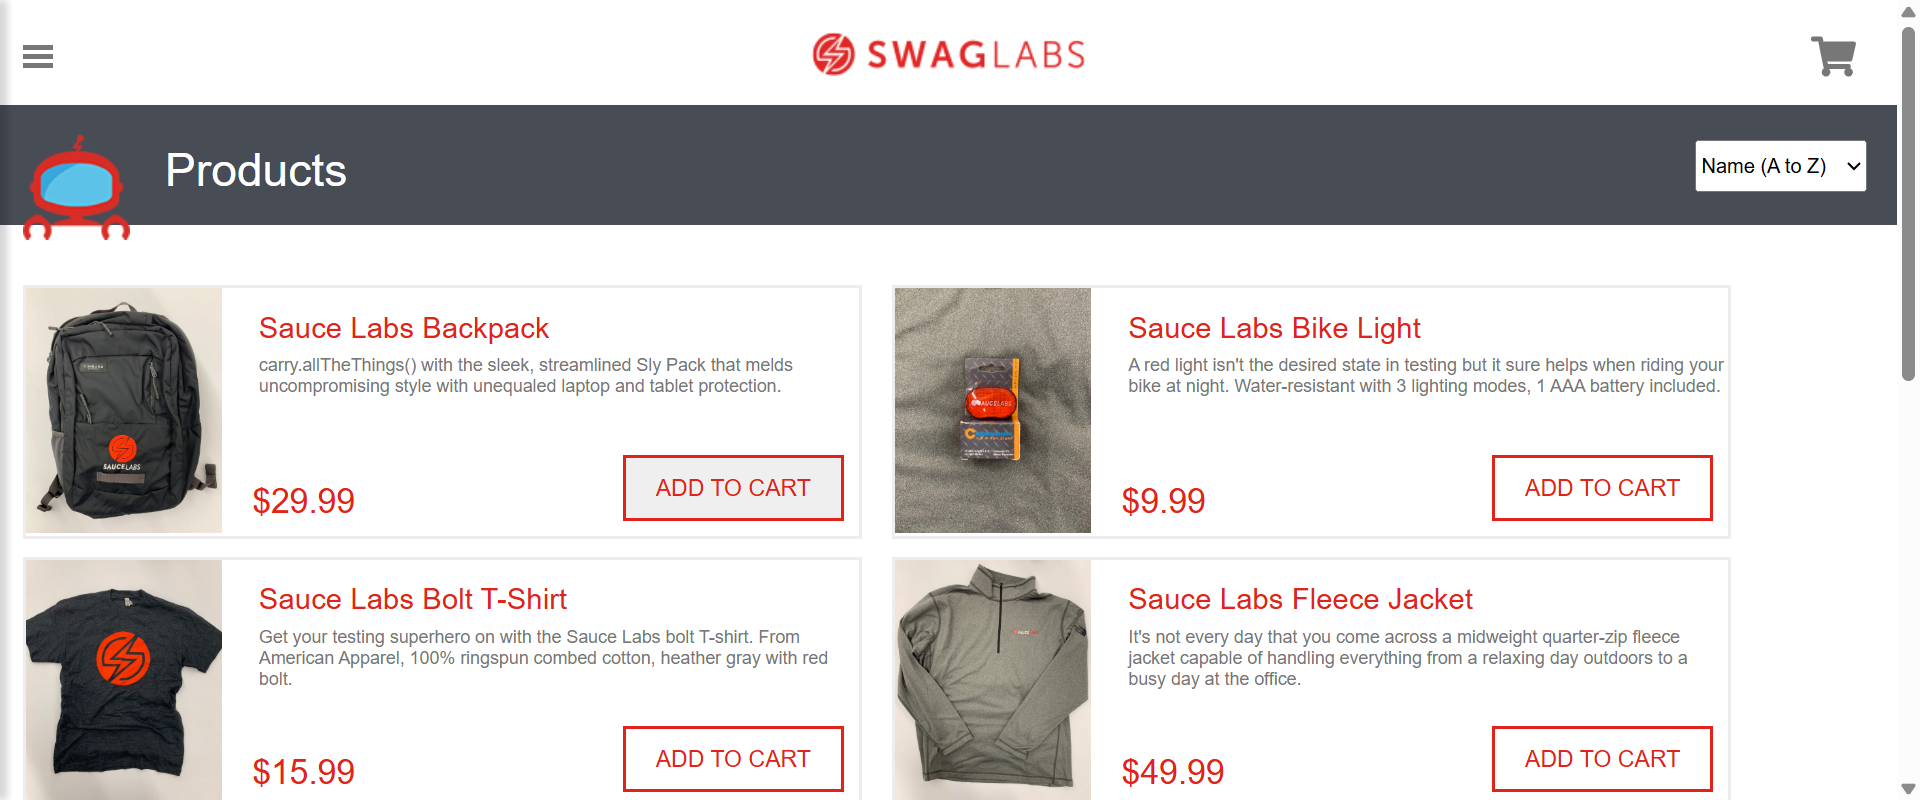 SWAGLABS
Products
Name (A to Z)
Sauce Labs Backpack
carry.allTheThings() with the sleek, streamlined Sly Pack that melds
uncompromising style with unequaled laptop and tablet protection.
$29.99
ADD TO CART
SAUCELABS
Sauce Labs Bike Light
A red light isn't the desired state in testing but it sure helps when riding your
bike at night. Water-resistant with 3 lighting modes, 1 AAA battery included.
$9.99
ADD TO CART
SAUCELABS
Sauce Labs Bolt T-Shirt
Get your testing superhero on with the Sauce Labs bolt T-shirt. From
American Apparel, 100% ringspun combed cotton, heather gray with red
bolt.
$15.99
ADD TO CART
Sauce Labs Fleece Jacket
It's not every day that you come across a midweight quarter-zip fleece
jacket capable of handling everything from a relaxing day outdoors to a
busy day at the office.
$49.99
ADD TO CART